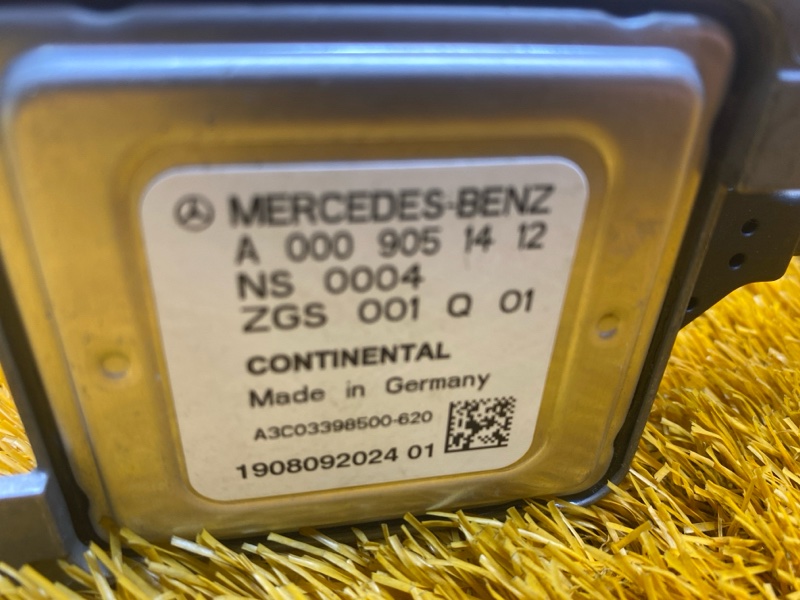 MERCEDES-BENZ
A 000 905 14 12
NS 0004
ZGS 001 Q 01
CONTINENTAL
Made in Germany
A3C03398500-620
1908092024 01